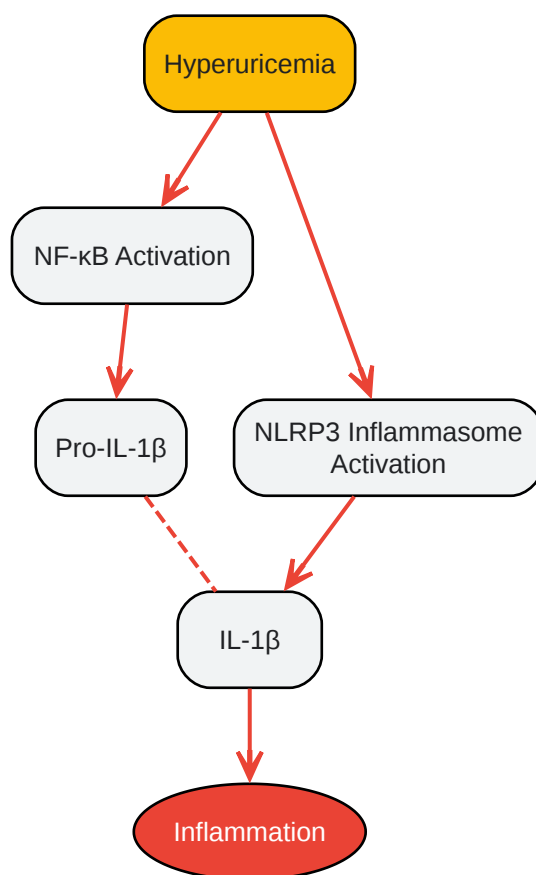 Hyperuricemia
NF-κB Activation
Pro-IL-1β
NLRP3 Inflammasome
Activation
IL-1β
Inflammation